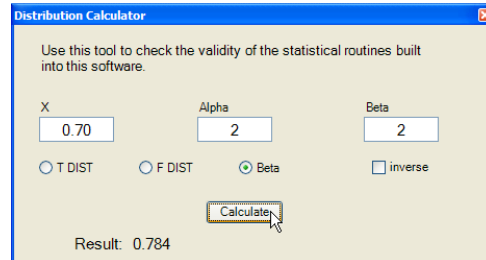 Distribution Calculator
Use this tool to check the validity of the statistical routines built
into this software.
X Alpha Beta
0.70 2 2
T DIST F DIST Beta inverse
Calculate
Result: 0.784